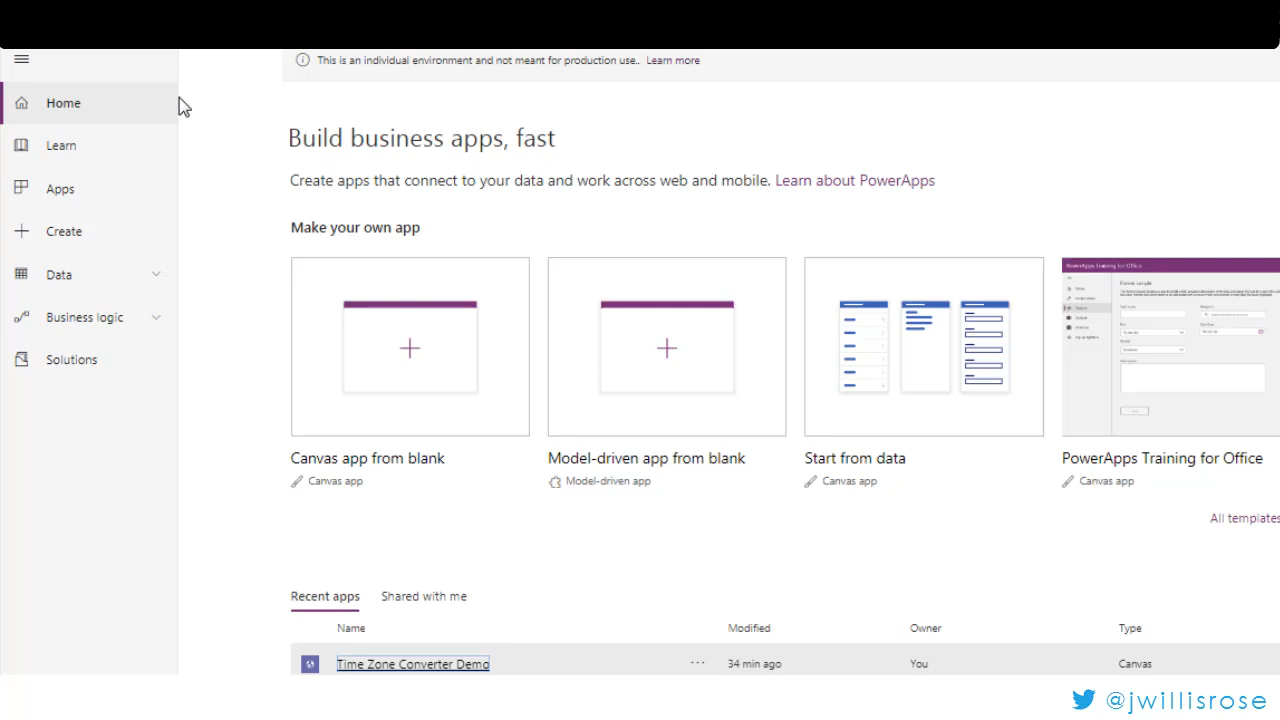 This is an individual environment and not meant for production use.. Learn more
Home
Learn
Apps
Create
Data
Business logic
Solutions
Build business apps, fast
Create apps that connect to your data and work across web and mobile. Learn about PowerApps
Make your own app
PowerApps Training for Office
Canvas app from blank
Canvas app
Model-driven app from blank
Model-driven app
Start from data
Canvas app
PowerApps Training for Office
Canvas app
All templates
Recent apps Shared with me
Name Modified Owner Type
Time Zone Converter Demo ... 34 min ago You Canvas
@jwillisrose